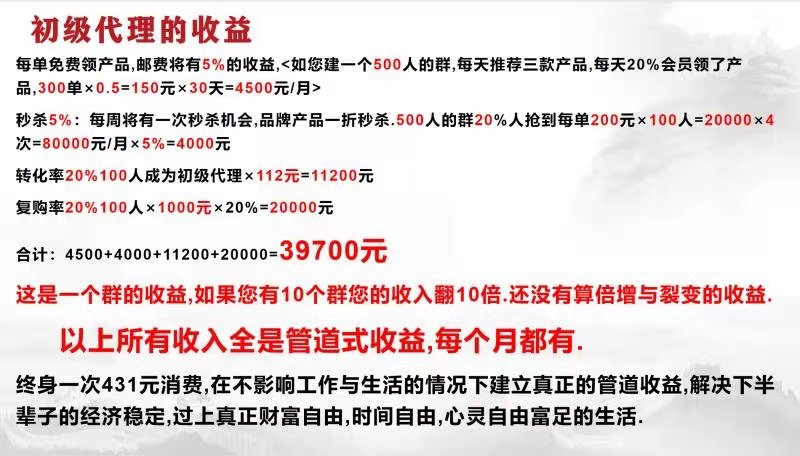 初级代理的收益
每单免费领产品,邮费将有5%的收益,<如您建一个500人的群,每天推荐三款产品,每天20%会员领了产
品,300单×0.5=150元×30天=4500元/月>
秒杀5%：每周将有一次秒杀机会,品牌产品一折秒杀.500人的群20%人抢到每单200元×100人=20000×4
次=80000元/月×5%=4000元
转化率20%100人成为初级代理×112元=11200元
复购率20%100人×1000元×20%=20000元
合计：4500+4000+11200+20000=39700元
这是一个群的收益,如果您有10个群您的收入翻10倍.还没有算倍增与裂变的收益.
以上所有收入全是管道式收益,每个月都有.
终身一次431元消费,在不影响工作与生活的情况下建立真正的管道收益,解决下半
辈子的经济稳定,过上真正财富自由,时间自由,心灵自由富足的生活.